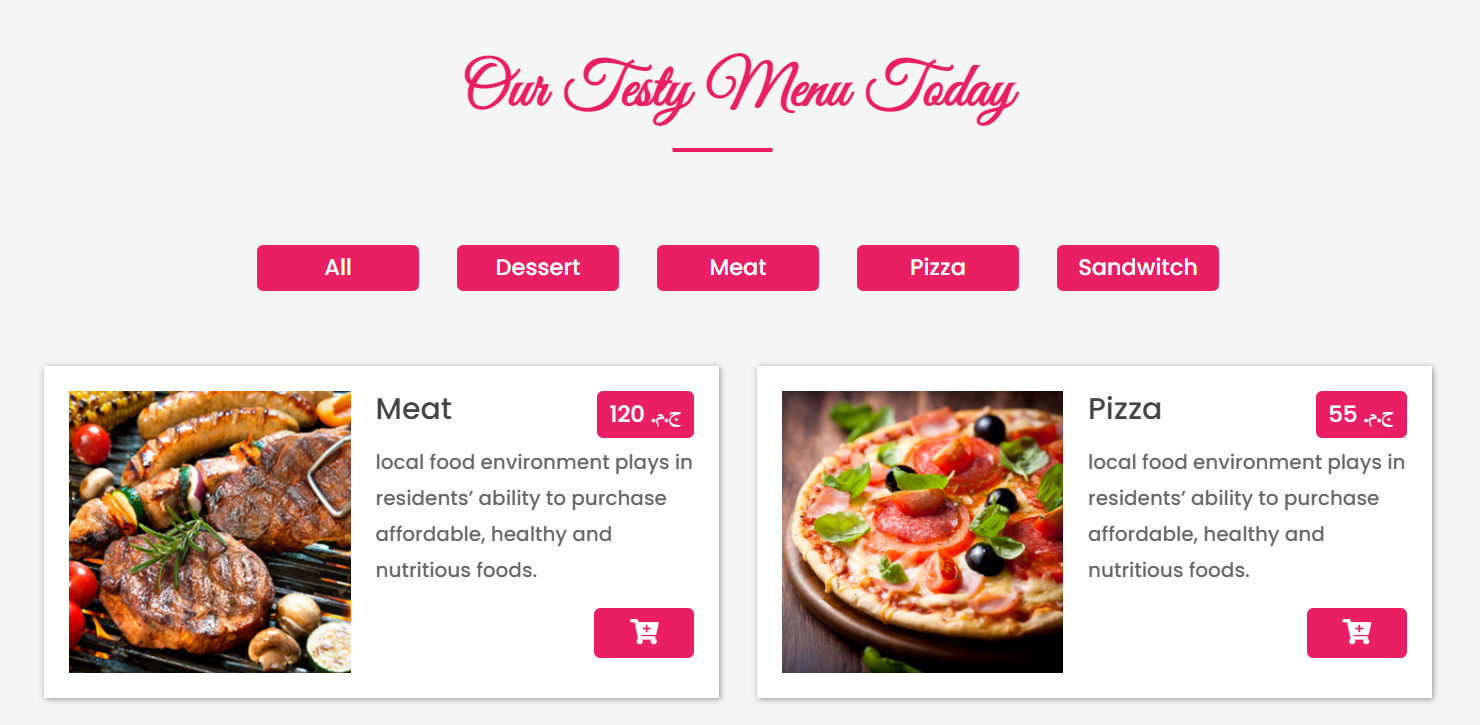 Our Testy Menu Today
All
Dessert
Meat
Pizza
Sandwitch
Meat
120 ج.م.
local food environment plays in
residents’ ability to purchase
affordable, healthy and
nutritious foods.
Pizza
55 ج.م.
local food environment plays in
residents’ ability to purchase
affordable, healthy and
nutritious foods.